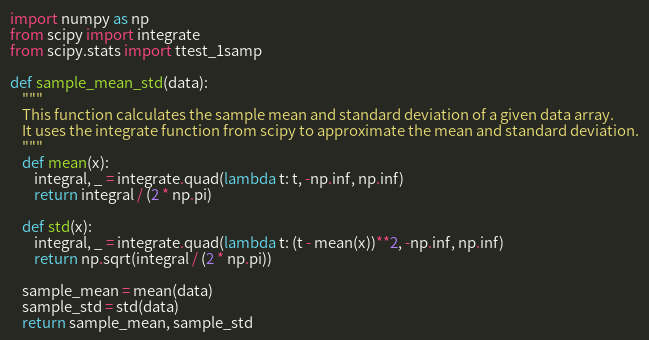 import numpy as np
from scipy import integrate
from scipy.stats import ttest_1samp

def sample_mean_std(data):
    """
    This function calculates the sample mean and standard deviation of a given data array.
    It uses the integrate function from scipy to approximate the mean and standard deviation.
    """
    def mean(x):
        integral, _ = integrate.quad(lambda t: t, -np.inf, np.inf)
        return integral / (2 * np.pi)

    def std(x):
        integral, _ = integrate.quad(lambda t: (t - mean(x))**2, -np.inf, np.inf)
        return np.sqrt(integral / (2 * np.pi))

    sample_mean = mean(data)
    sample_std = std(data)
    return sample_mean, sample_std